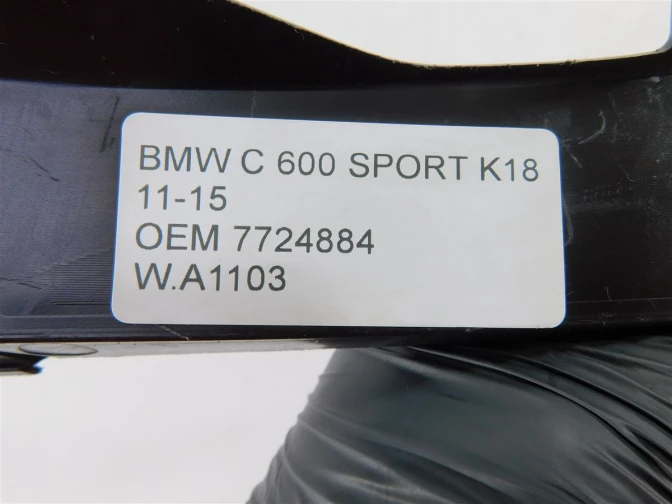 BMW C 600 SPORT K18
11-15
OEM 7724884
W.A1103